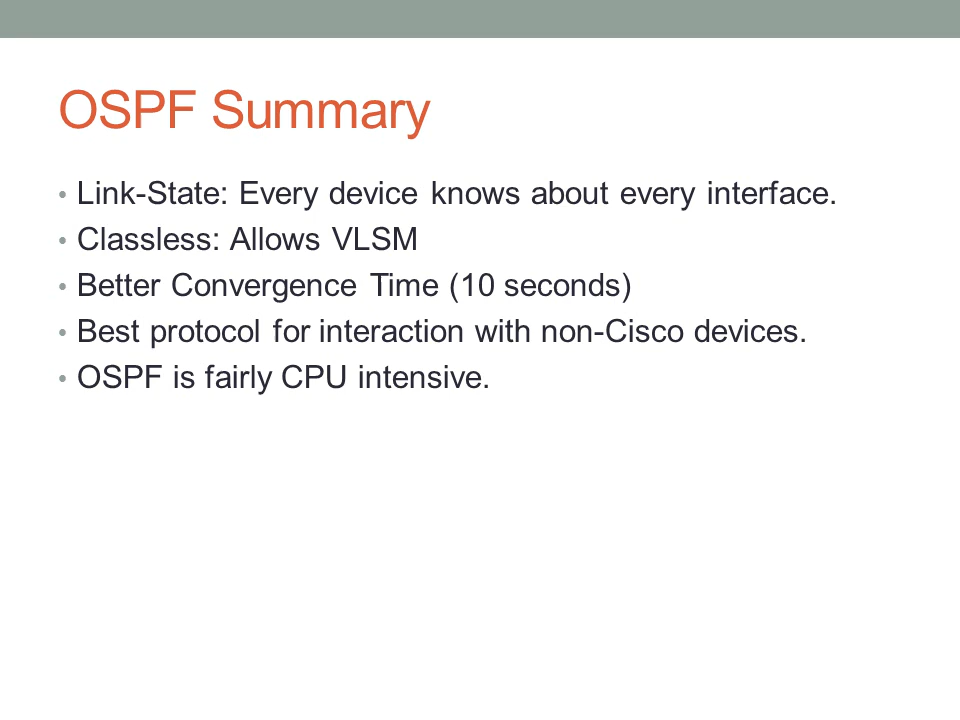 OSPF Summary
• Link-State: Every device knows about every interface.
• Classless: Allows VLSM
• Better Convergence Time (10 seconds)
• Best protocol for interaction with non-Cisco devices.
• OSPF is fairly CPU intensive.